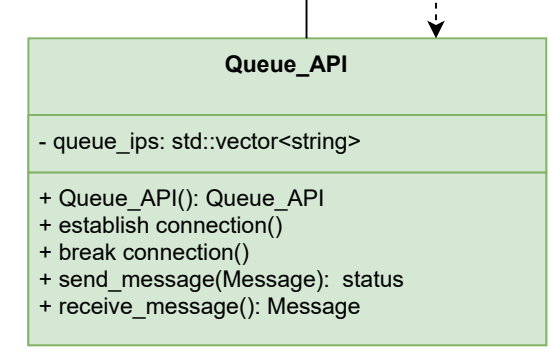 Queue_API
- queue_ips: std::vector<string>
+ Queue_API(): Queue_API
+ establish connection()
+ break connection()
+ send_message(Message):  status
+ receive_message(): Message